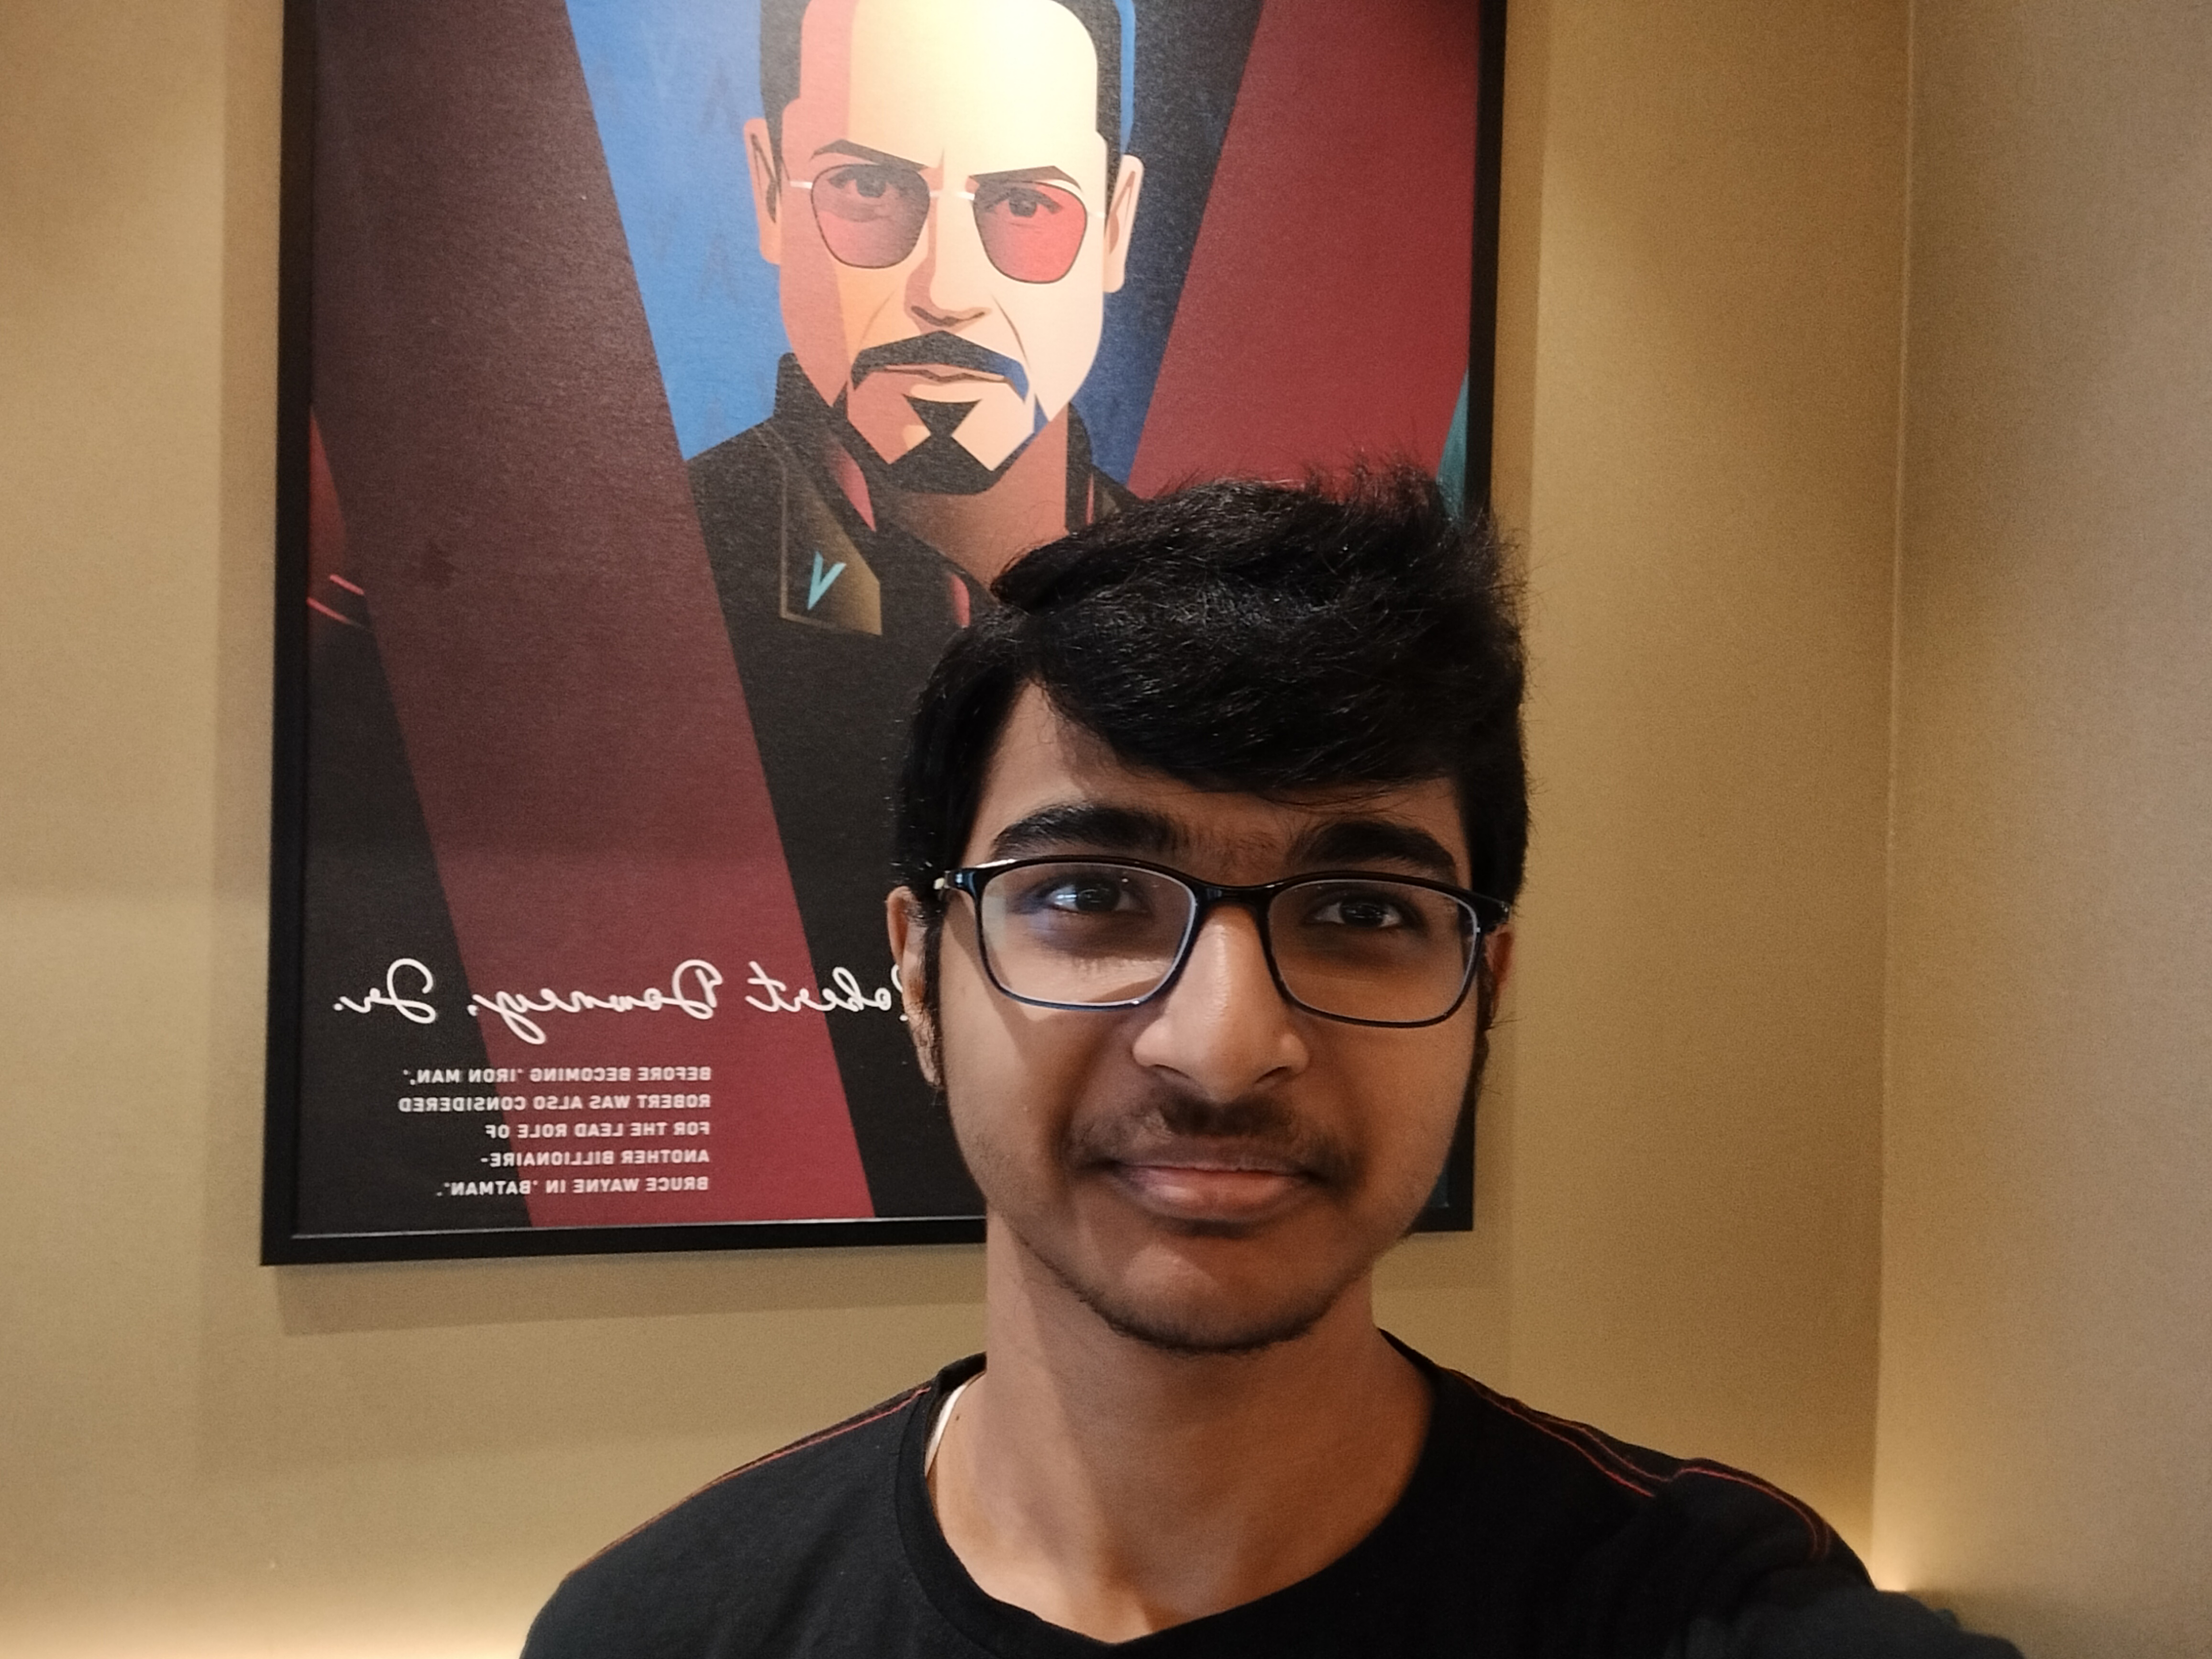 Robert Downey, Jr.
BEFORE BECOMING "IRON MAN,"
ROBERT WAS ALSO CONSIDERED
FOR THE LEAD ROLE OF
ANOTHER BILLIONAIRE-
BRUCE WAYNE IN "BATMAN".